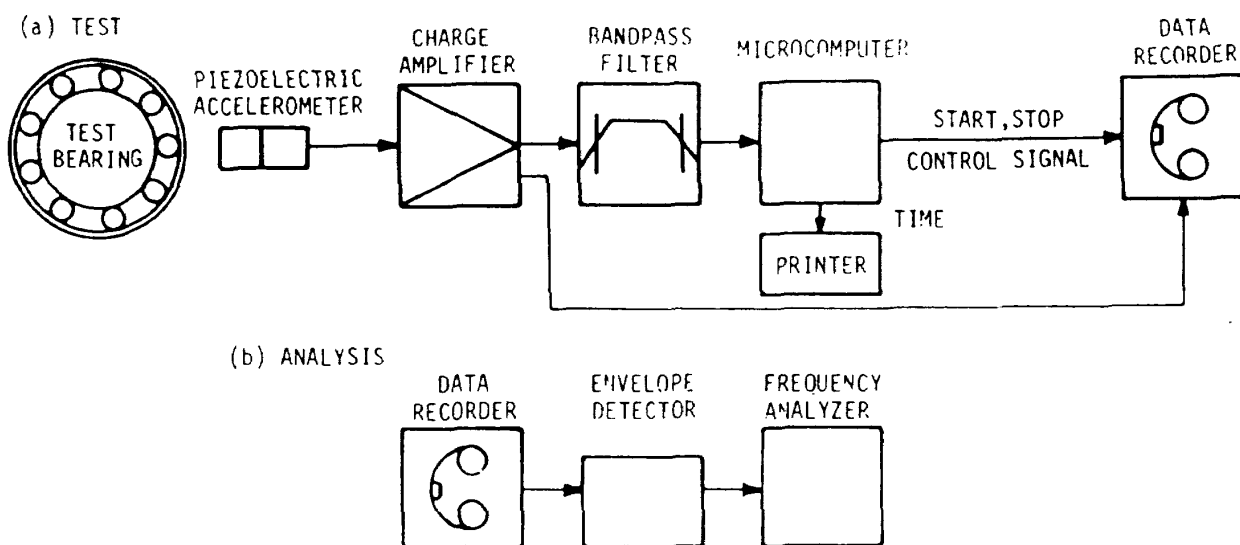 (a) TEST
TEST
BEARING
PIEZOELECTRIC
ACCELEROMETER
CHARGE
AMPLIFIER
BANDPASS
FILTER
MICROCOMPUTER
START,STOP
CONTROL SIGNAL
DATA
RECORDER
TIME
PRINTER
(b) ANALYSIS
DATA
RECORDER
ENVELOPE
DETECTOR
FREQUENCY
ANALYZER